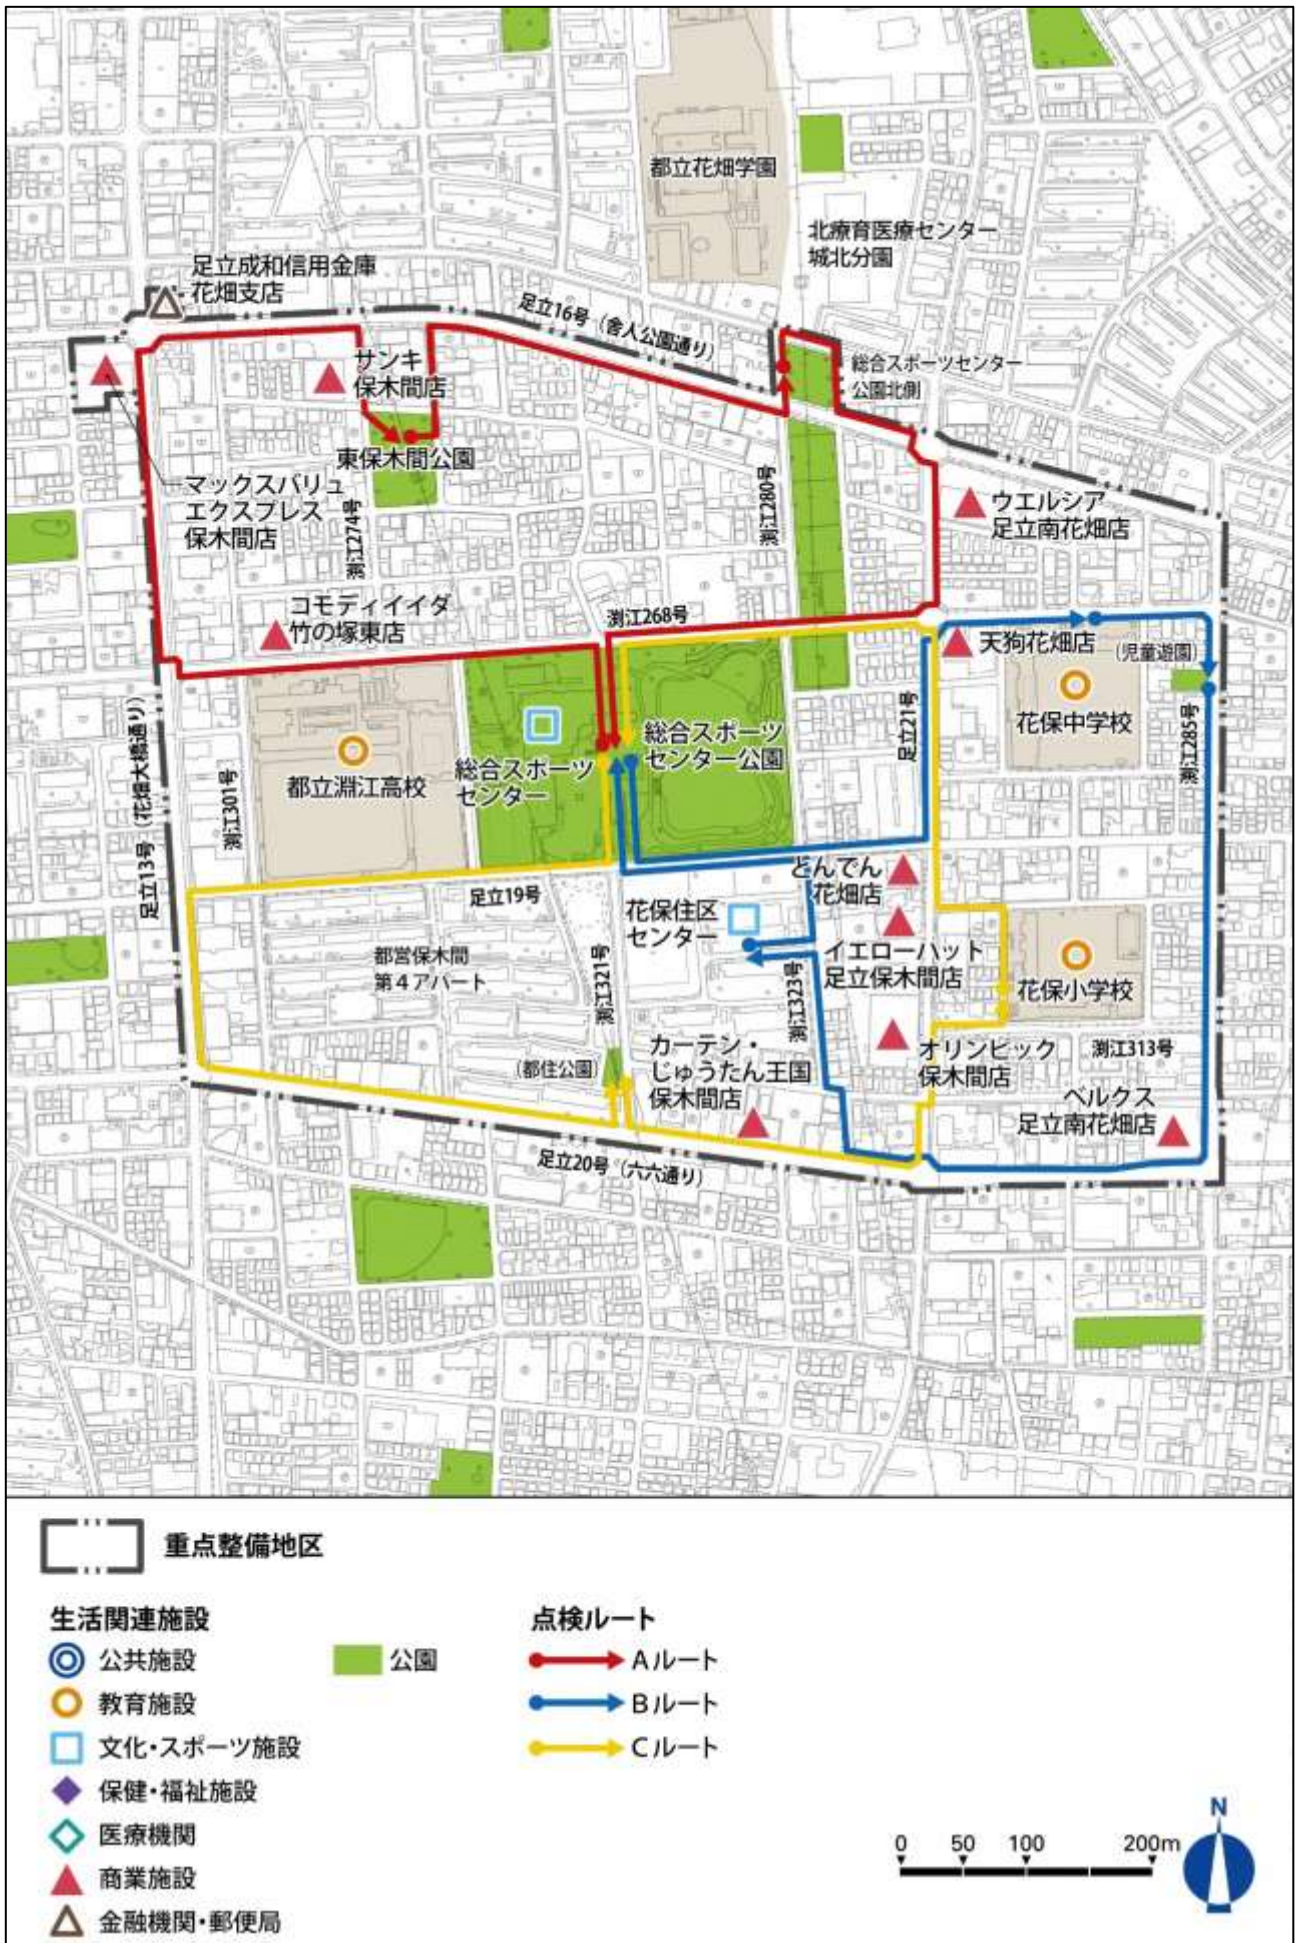 都立花畑学園
北療育医療センター
城北分園
足立成和信用金庫
花畑支店
足立16号（舎人公園通り）
サンキ
保木間店
総合スポーツセンター
公園北側
東保木間公園
マックスバリュ
エクスプレス
保木間店
渕江274号
渕江280号
ウエルシア
足立南花畑店
コモディイイダ
竹の塚東店
渕江268号
天狗花畑店
（児童遊園）
花保中学校
足立13号（花畑大橋通り）
渕江301号
都立淵江高校
総合スポーツ
センター
総合スポーツ
センター公園
足立21号
渕江285号
足立19号
どんでん
花畑店
花保住区
センター
イエローハット
足立保木間店
都営保木間
第4アパート
渕江321号
渕江323号
花保小学校
（都住公園）
カーテン・
じゅうたん王国
保木間店
オリンピック
保木間店
渕江313号
ベルクス
足立南花畑店
足立20号（六六通り）
重点整備地区
生活関連施設
公共施設
教育施設
文化・スポーツ施設
保健・福祉施設
医療機関
商業施設
金融機関・郵便局
公園
点検ルート
Aルート
Bルート
Cルート
0 50 100 200m
N